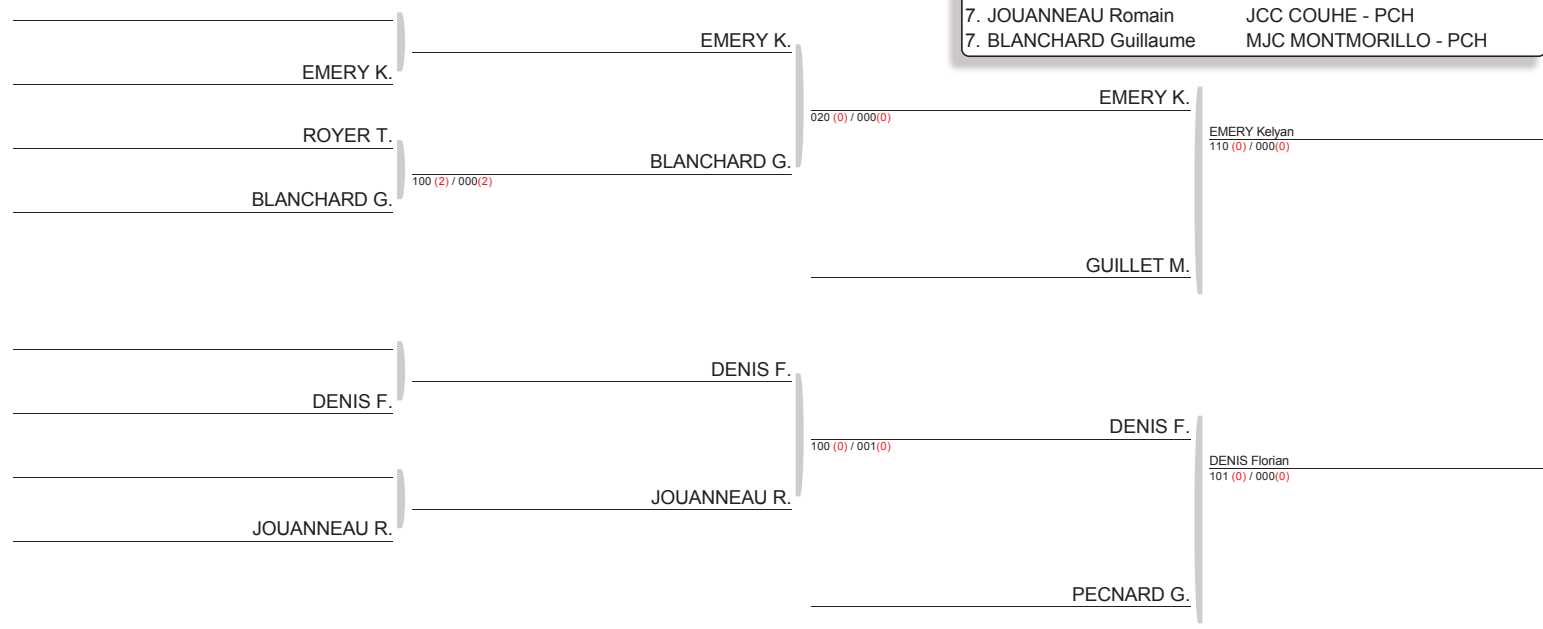 7. JOUANNEAU Romain JCC COUHE - PCH
7. BLANCHARD Guillaume MJC MONTMORILLO - PCH
EMERY K.
EMERY K.
EMERY K.
020 (0) / 000(0)
EMERY Kelyan
110 (0) / 000(0)
ROYER T.
BLANCHARD G.
100 (2) / 000(2)
BLANCHARD G.
GUILLET M.
DENIS F.
DENIS F.
DENIS F.
100 (0) / 001(0)
DENIS Florian
101 (0) / 000(0)
JOUANNEAU R.
JOUANNEAU R.
PECNARD G.